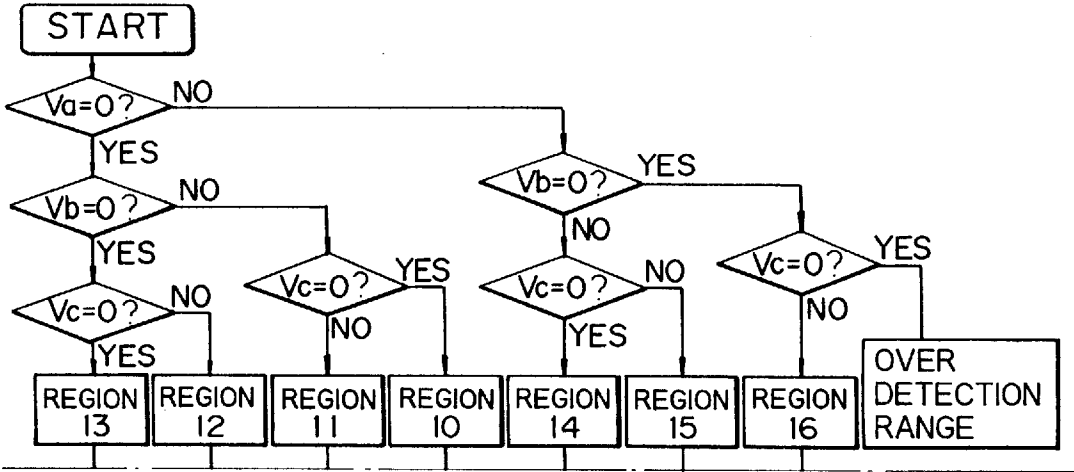 START
Va=0?
NO
YES
Vb=0?
NO
YES
Vb=0?
YES
NO
Vc=0?
NO
YES
Vc=0?
YES
NO
Vc=0?
NO
YES
Vc=0?
YES
NO
REGION
13
REGION
12
REGION
11
REGION
10
REGION
14
REGION
15
REGION
16
OVER
DETECTION
RANGE